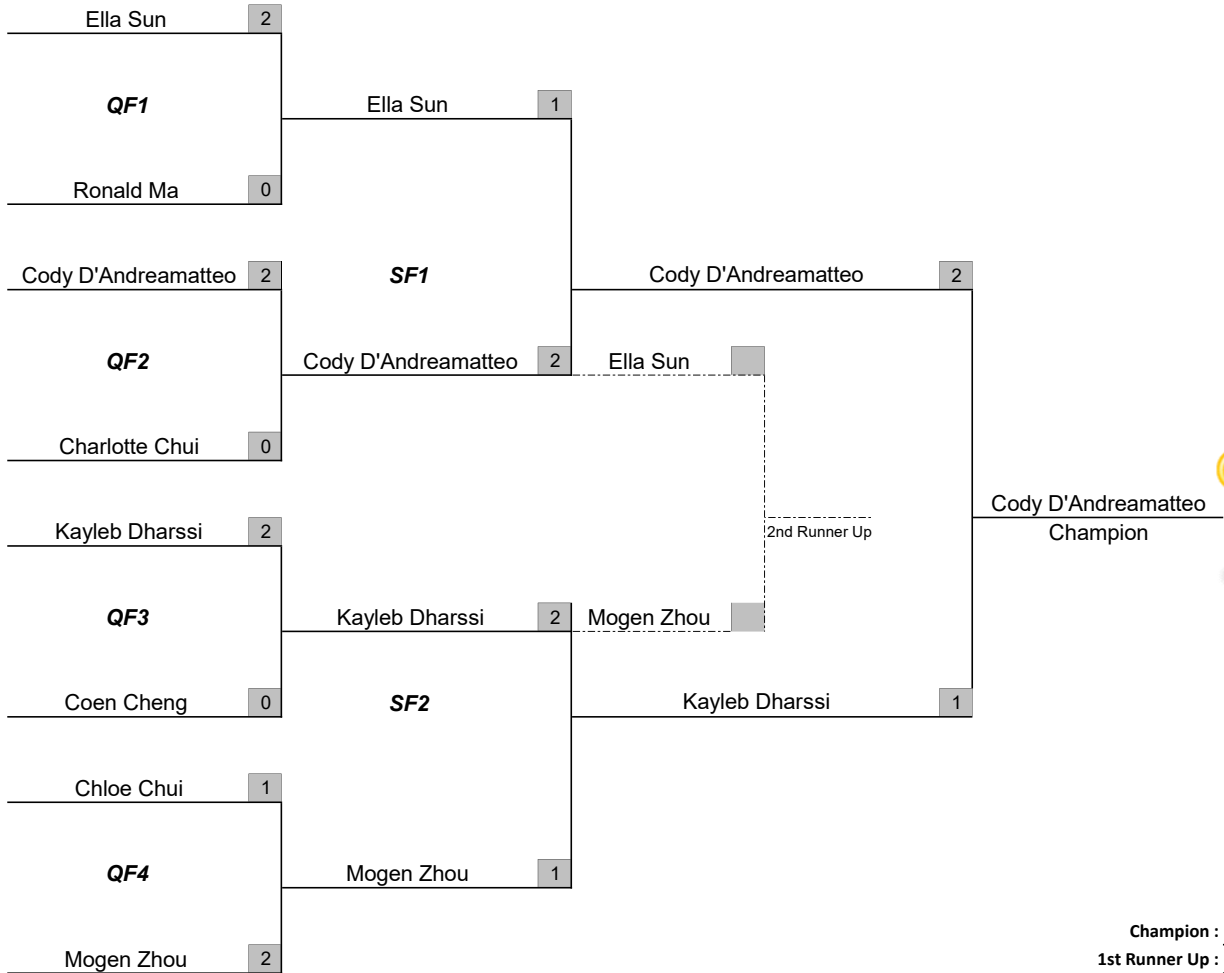 Ella Sun 2
QF1 Ella Sun 1
Ronald Ma 0
Cody D'Andreamatteo 2 SF1 Cody D'Andreamatteo 2
QF2 Cody D'Andreamatteo 2 Ella Sun
Charlotte Chui 0
Cody D'Andreamatteo
Kayleb Dharssi 2 2nd Runner Up Champion
QF3 Kayleb Dharssi 2 Mogen Zhou
Coen Cheng 0 SF2 Kayleb Dharssi 1
Chloe Chui 1
QF4 Mogen Zhou 1
Champion :
Mogen Zhou 2 1st Runner Up :